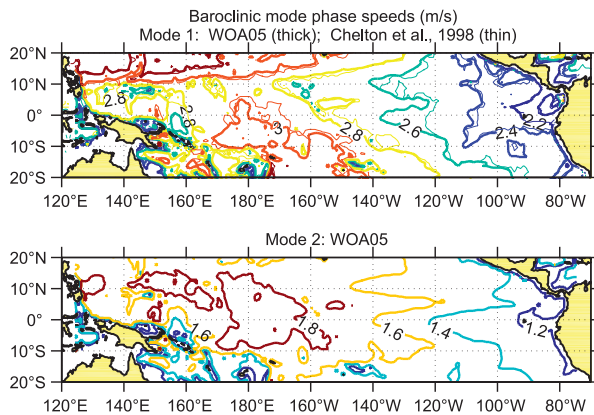 Baroclinic mode phase speeds (m/s)
Mode 1: WOA05 (thick); Chelton et al., 1998 (thin)
20°N
10°N
0°
10°S
20°S
2.8
2.8
3
2.8
2.6
2.4
2.2
120°E 140°E 160°E 180°W 160°W 140°W 120°W 100°W 80°W
Mode 2: WOA05
20°N
10°N
0°
10°S
20°S
1.6
1.8
1.6
1.4
1.2
120°E 140°E 160°E 180°W 160°W 140°W 120°W 100°W 80°W